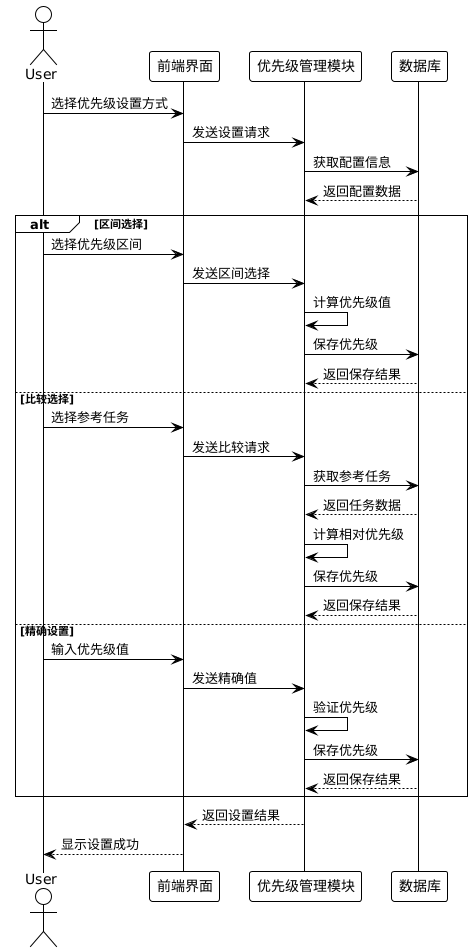 User
前端界面
优先级管理模块
数据库
选择优先级设置方式
发送设置请求
获取配置信息
返回配置数据
alt
[区间选择]
选择优先级区间
发送区间选择
计算优先级值
保存优先级
返回保存结果
[比较选择]
选择参考任务
发送比较请求
获取参考任务
返回任务数据
计算相对优先级
保存优先级
返回保存结果
[精确设置]
输入优先级值
发送精确值
验证优先级
保存优先级
返回保存结果
返回设置结果
显示设置成功
User
前端界面
优先级管理模块
数据库